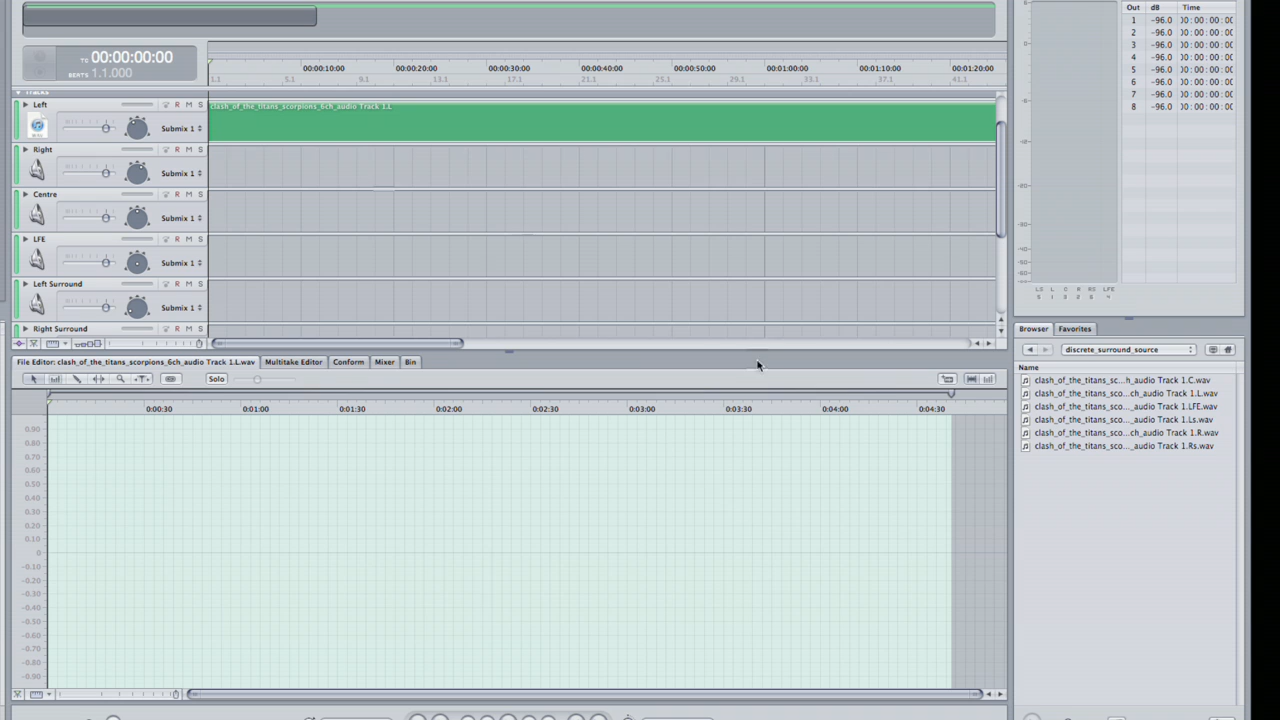 Out dB Time
1 -96.0 00:00:00:00
2 -96.0 00:00:00:00
3 -96.0 00:00:00:00
4 -96.0 00:00:00:00
5 -96.0 00:00:00:00
6 -96.0 00:00:00:00
7 -96.0 00:00:00:00
8 -96.0 00:00:00:00
TC 00:00:00:00
BEATS 1.1.000
00:00:10:00 00:00:20:00 00:00:30:00 00:00:40:00 00:00:50:00 00:01:00:00 00:01:10:00 00:01:20:00
1.1 5.1 9.1 13.1 17.1 21.1 25.1 29.1 33.1 37.1 41.1
Tracks
Left R M S
clash_of_the_titans_scorpions_6ch_audio Track 1.L
Submix 1
Right R M S
Submix 1
Centre R M S
Submix 1
LFE R M S
Submix 1
Left Surround R M S
Submix 1
Right Surround R M S
LS L C R RS LFE
5 1 3 2 6 4
File Editor: clash_of_the_titans_scorpions_6ch_audio Track 1.L.wav Multitake Editor Conform Mixer Bin
Solo
0:00:30 0:01:00 0:01:30 0:02:00 0:02:30 0:03:00 0:03:30 0:04:00 0:04:30
0.90
0.80
0.70
0.60
0.50
0.40
0.30
0.20
0.10
0
-0.10
-0.20
-0.30
-0.40
-0.50
-0.60
-0.70
-0.80
-0.90
Browser Favorites
discrete_surround_source
Name
clash_of_the_titans_sc...h_audio Track 1.C.wav
clash_of_the_titans_sco...ch_audio Track 1.L.wav
clash_of_the_titans_sco..._audio Track 1.LFE.wav
clash_of_the_titans_sco..._audio Track 1.Ls.wav
clash_of_the_titans_sco...ch_audio Track 1.R.wav
clash_of_the_titans_sco..._audio Track 1.Rs.wav